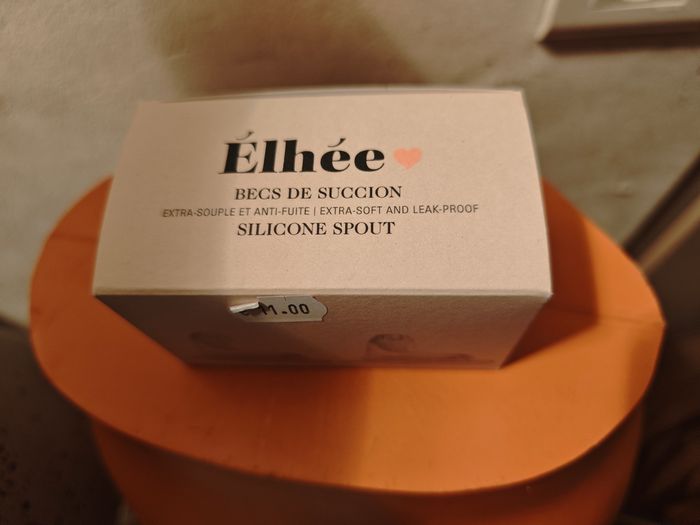 Élhée
BECS DE SUCCION
EXTRA-SOUPLE ET ANTI-FUITE | EXTRA-SOFT AND LEAK-PROOF
SILICONE SPOUT